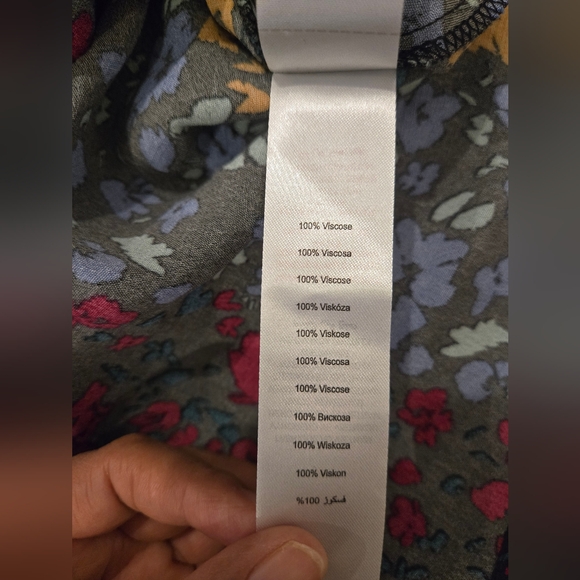 100% Viscose
100% Viscosa
100% Viscose
100% Viskóza
100% Viskose
100% Viscosa
100% Viscose
100% Вискоза
100% Wiskoza
100% Viskon
%100 فسكوز